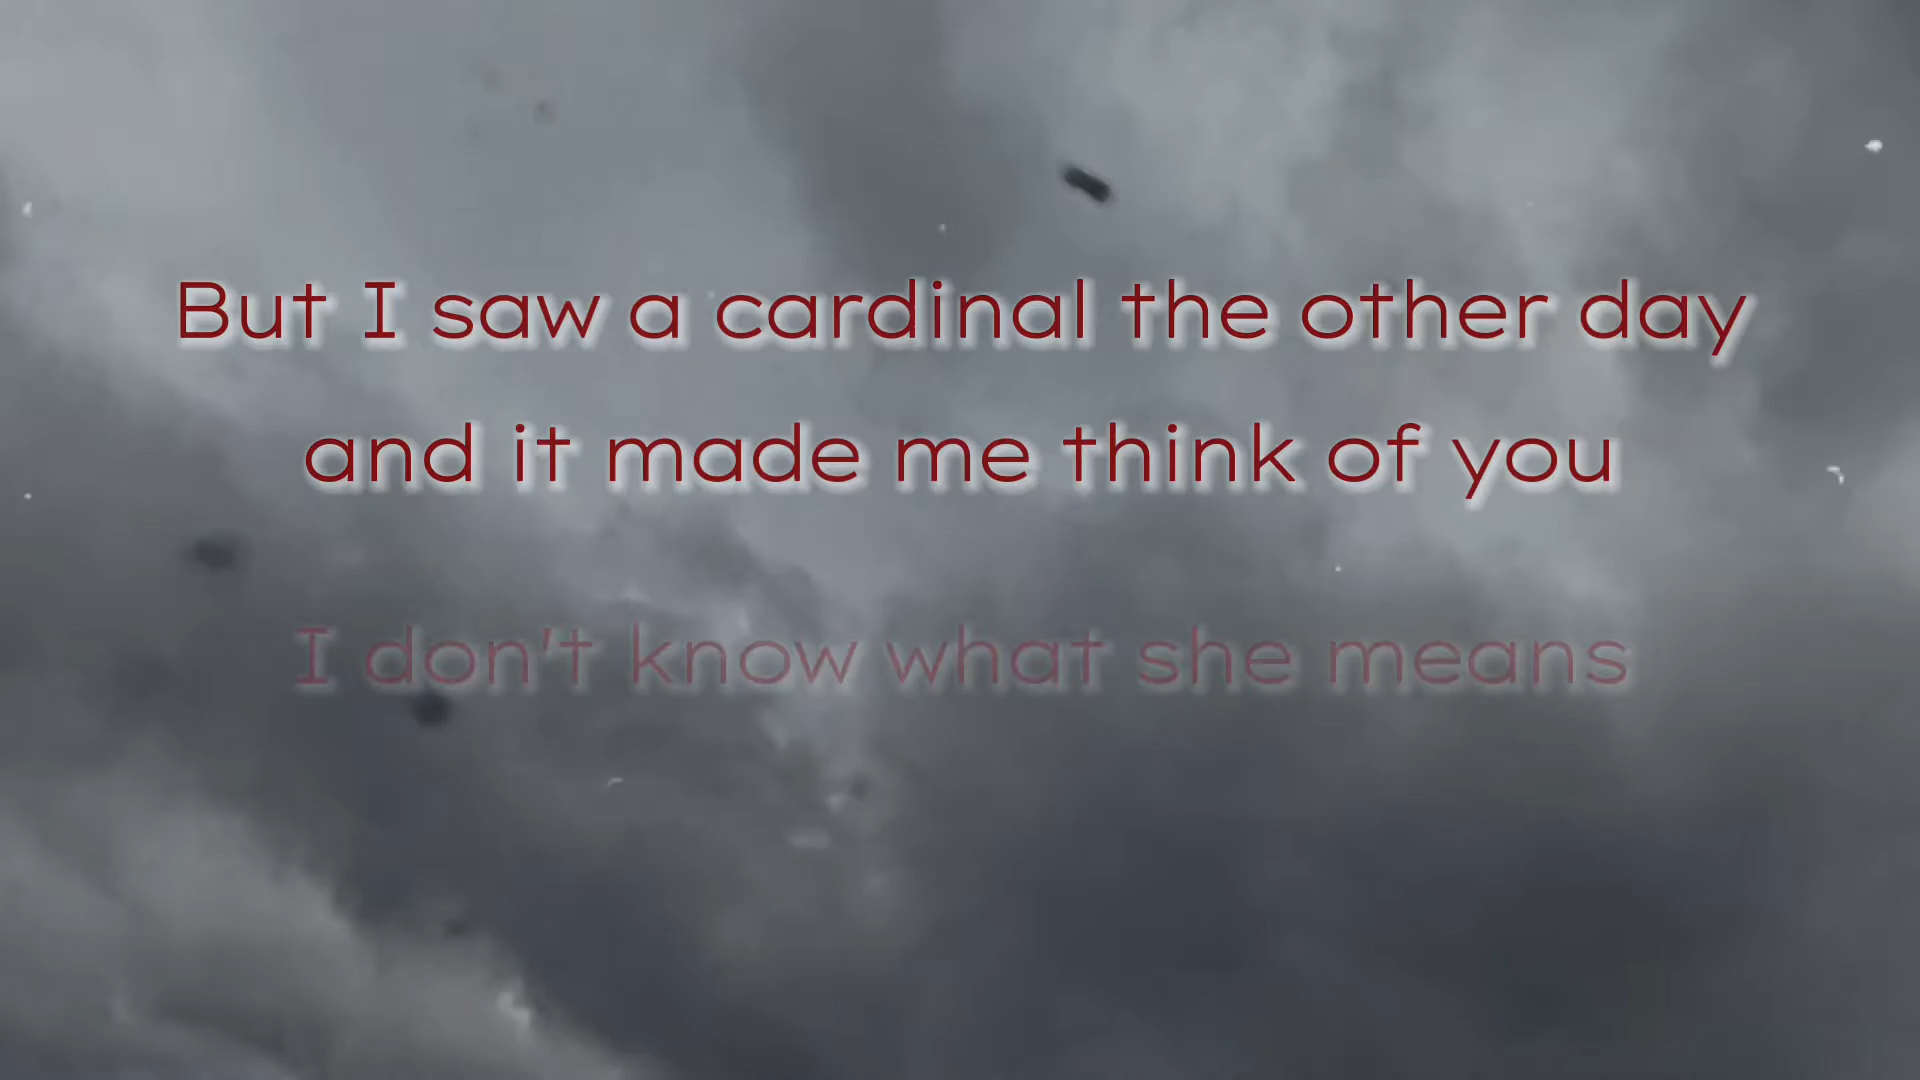 But I saw a cardinal the other day
and it made me think of you
I don't know what she means